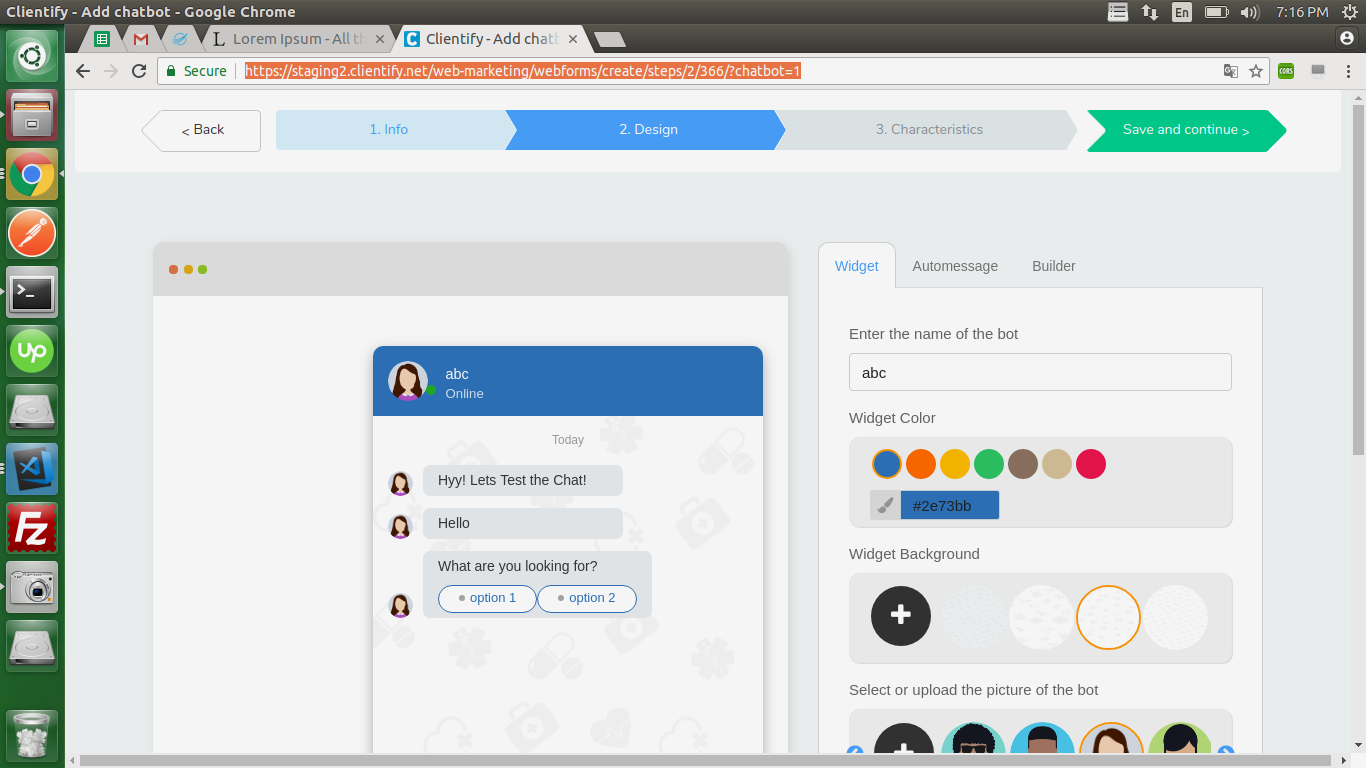 Clientify - Add chatbot - Google Chrome
En
7:16 PM
Lorem Ipsum - All th
Clientify - Add chatb
Secure
https://staging2.clientify.net/web-marketing/webforms/create/steps/2/366/?chatbot=1
CORS
< Back
1. Info
2. Design
3. Characteristics
Save and continue >
Widget
Automessage
Builder
abc
Online
Today
Hyy! Lets Test the Chat!
Hello
What are you looking for?
option 1
option 2
Enter the name of the bot
abc
Widget Color
#2e73bb
Widget Background
Select or upload the picture of the bot
Up
Fz